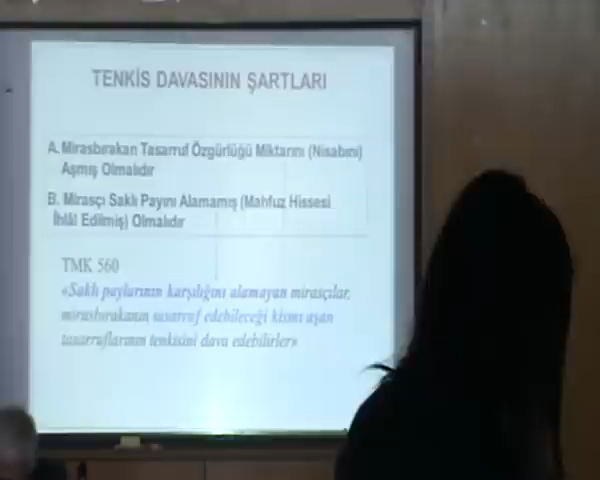 TENKİS DAVASININ ŞARTLARI
A. Mirasbırakan Tasarruf Özgürlüğü Miktarını (Nisabını)
Aşmış Olmalıdır
B. Mirasçı Saklı Payını Alamamış (Mahfuz Hissesi
İhlâl Edilmiş) Olmalıdır
TMK 560
«Saklı paylarının karşılığını alamayan mirasçılar,
mirasbırakanın tasarruf edebileceği kısmı aşan
tasarruflarının tenkisini dava edebilirler»